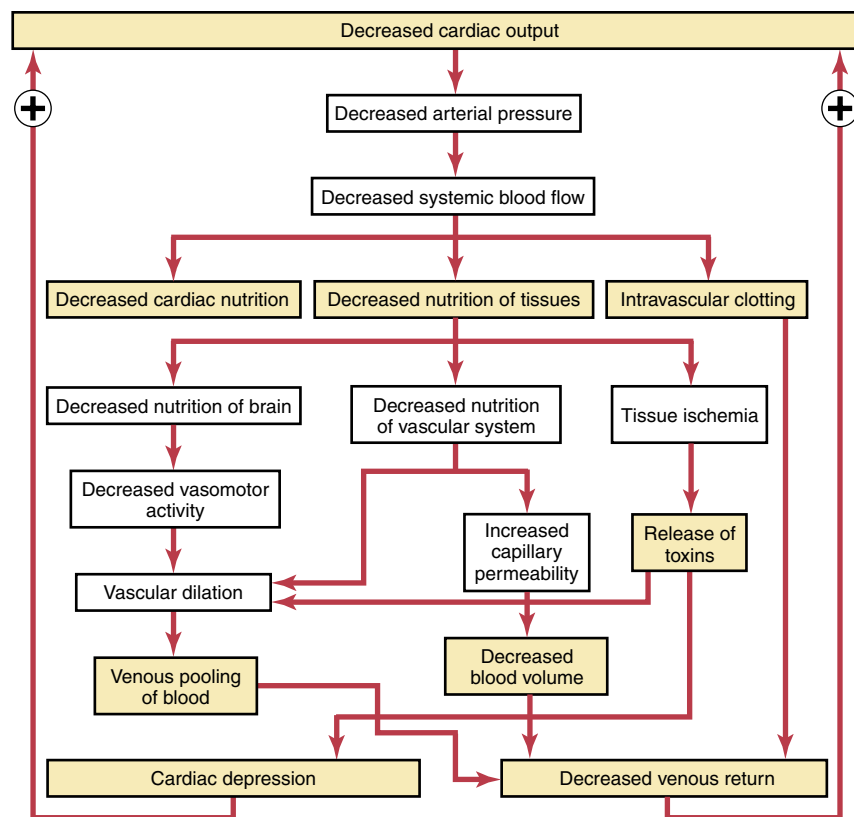 Decreased cardiac output
+
+
Decreased arterial pressure
Decreased systemic blood flow
Decreased cardiac nutrition
Decreased nutrition of tissues
Intravascular clotting
Decreased nutrition of brain
Decreased nutrition
of vascular system
Tissue ischemia
Decreased vasomotor
activity
Increased
capillary
permeability
Release of
toxins
Vascular dilation
Venous pooling
of blood
Decreased
blood volume
Cardiac depression
Decreased venous return